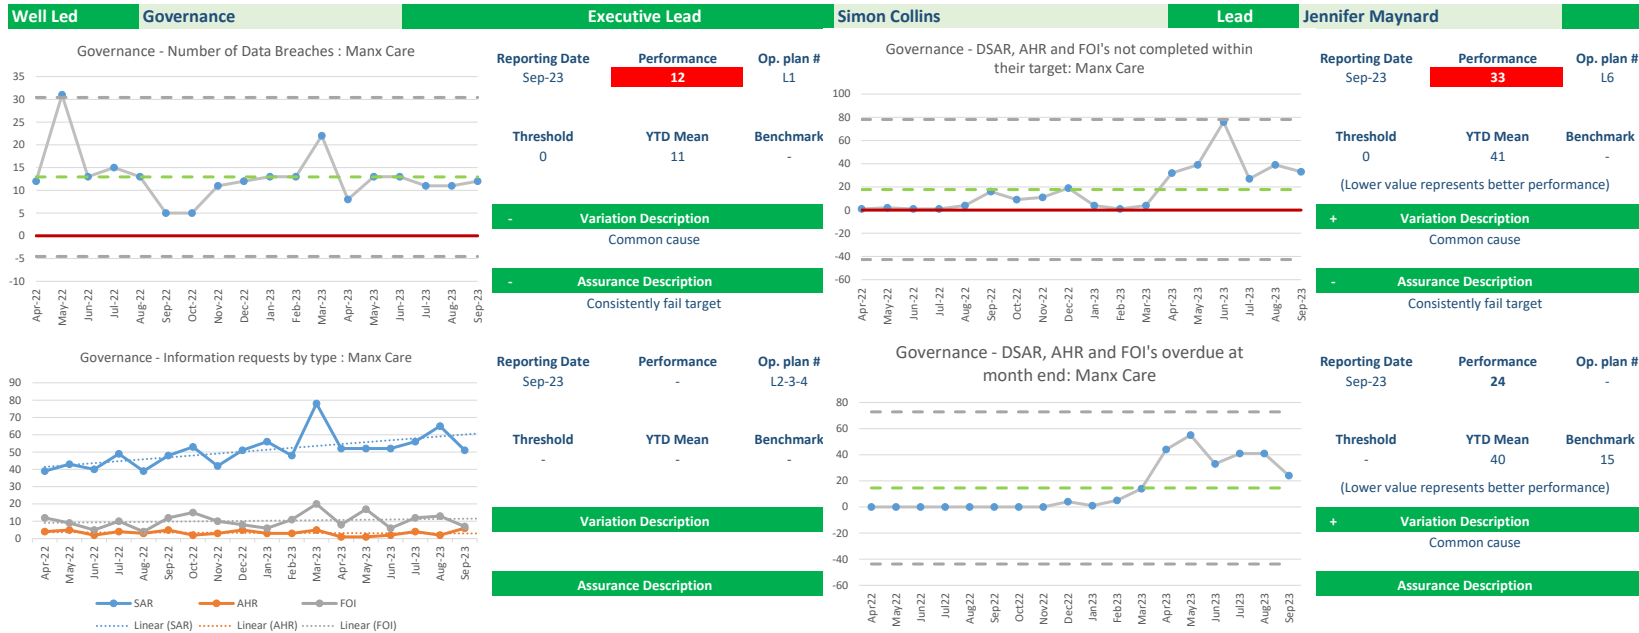 Well Led Governance Executive Lead Simon Collins Lead Jennifer Maynard
Governance - Number of Data Breaches : Manx Care
35
30
25
20
15
10
5
0
-5
-10
Apr-22 May-22 Jun-22 Jul-22 Aug-22 Sep-22 Oct-22 Nov-22 Dec-22 Jan-23 Feb-23 Mar-23 Apr-23 May-23 Jun-23 Jul-23 Aug-23 Sep-23
Reporting Date Performance Op. plan #
Sep-23 12 L1
Threshold YTD Mean Benchmark
0 11 -
- Variation Description
Common cause
- Assurance Description
Consistently fail target
Governance - DSAR, AHR and FOI's not completed within
their target: Manx Care
100
80
60
40
20
0
-20
-40
-60
Apr-22 May-22 Jun-22 Jul-22 Aug-22 Sep-22 Oct-22 Nov-22 Dec-22 Jan-23 Feb-23 Mar-23 Apr-23 May-23 Jun-23 Jul-23 Aug-23 Sep-23
Reporting Date Performance Op. plan #
Sep-23 33 L6
Threshold YTD Mean Benchmark
0 41 -
(Lower value represents better performance)
+ Variation Description
Common cause
- Assurance Description
Consistently fail target
Governance - Information requests by type : Manx Care
90
80
70
60
50
40
30
20
10
0
Apr-22 May-22 Jun-22 Jul-22 Aug-22 Sep-22 Oct-22 Nov-22 Dec-22 Jan-23 Feb-23 Mar-23 Apr-23 May-23 Jun-23 Jul-23 Aug-23 Sep-23
SAR AHR FOI
Linear (SAR) Linear (AHR) Linear (FOI)
Reporting Date Performance Op. plan #
Sep-23 - L2-3-4
Threshold YTD Mean Benchmark
- - -
Variation Description
Assurance Description
Governance - DSAR, AHR and FOI's overdue at
month end: Manx Care
80
60
40
20
0
-20
-40
-60
Apr22 May22 Jun22 Jul22 Aug22 Sep22 Oct22 Nov22 Dec22 Jan23 Feb23 Mar23 Apr23 May23 Jun23 Jul23 Aug23 Sep23
Reporting Date Performance Op. plan #
Sep-23 24 -
Threshold YTD Mean Benchmark
- 40 15
(Lower value represents better performance)
+ Variation Description
Common cause
Assurance Description